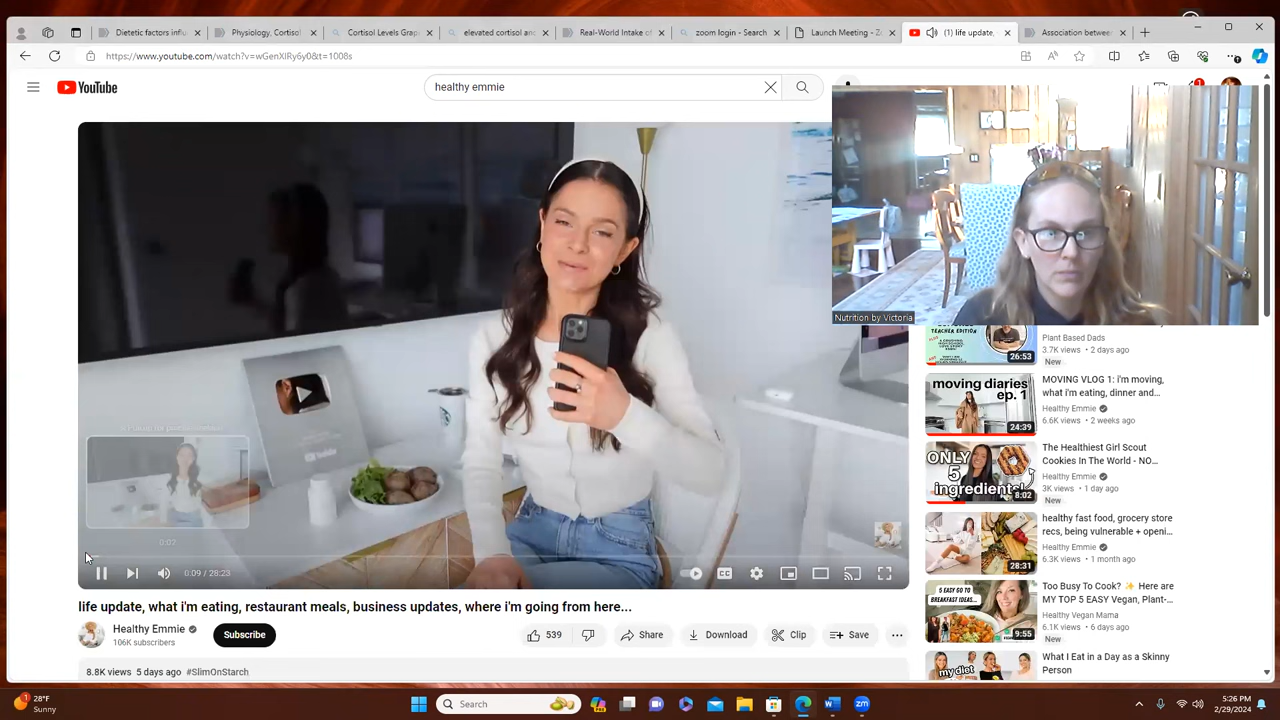 Dietetic factors influ
Physiology, Cortisol
Cortisol Levels Grap
elevated cortisol an
Real-World Intake of
zoom login - Search
Launch Meeting - Z
(1) life update,
Association betwee
https://www.youtube.com/watch?v=wGenXlRy6y0&t=1008s
YouTube
healthy emmie
Nutrition by Victoria
TEACHER EDITION
26:53
Plant Based Dads
3.7K views • 2 days ago
New
moving diaries
ep. 1
24:39
MOVING VLOG 1: i'm moving,
what i'm eating, dinner and...
Healthy Emmie
6.6K views • 2 weeks ago
ONLY
5
ingredients!
8:02
The Healthiest Girl Scout
Cookies In The World - NO...
Healthy Emmie
3K views • 1 day ago
New
28:31
healthy fast food, grocery store
recs, being vulnerable + openi...
Healthy Emmie
6.3K views • 1 month ago
5 EASY GO TO
BREAKFAST IDEAS...
9:55
Too Busy To Cook? ✨ Here are
MY TOP 5 EASY Vegan, Plant-...
Healthy Vegan Mama
6.1K views • 6 days ago
New
my diet
What I Eat in a Day as a Skinny
Person
0:07
0:09 / 28:23
life update, what i'm eating, restaurant meals, business updates, where i'm going from here...
Healthy Emmie
106K subscribers
Subscribe
539
Share
Download
Clip
Save
8.8K views 5 days ago #SlimOnStarch
28°F
Sunny
Search
5:26 PM
2/29/2024